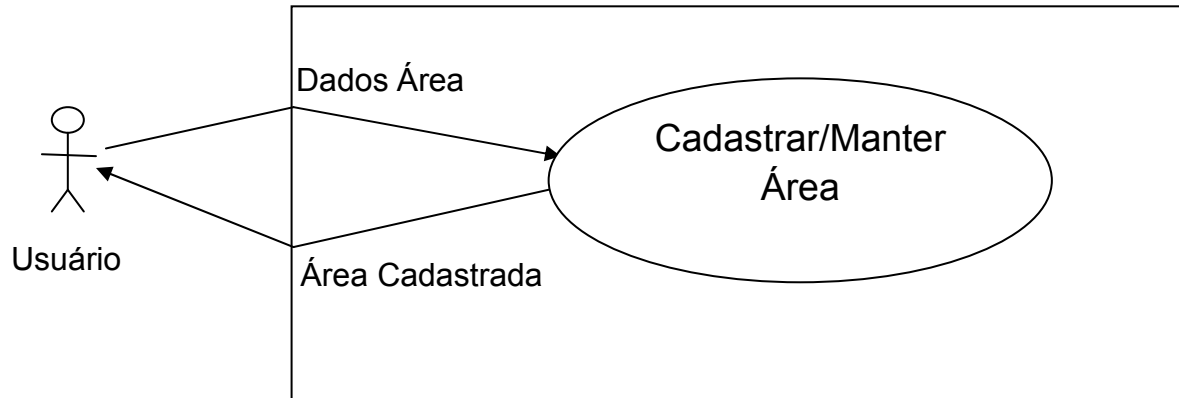 Dados Área
Cadastrar/Manter
Área
Usuário
Área Cadastrada